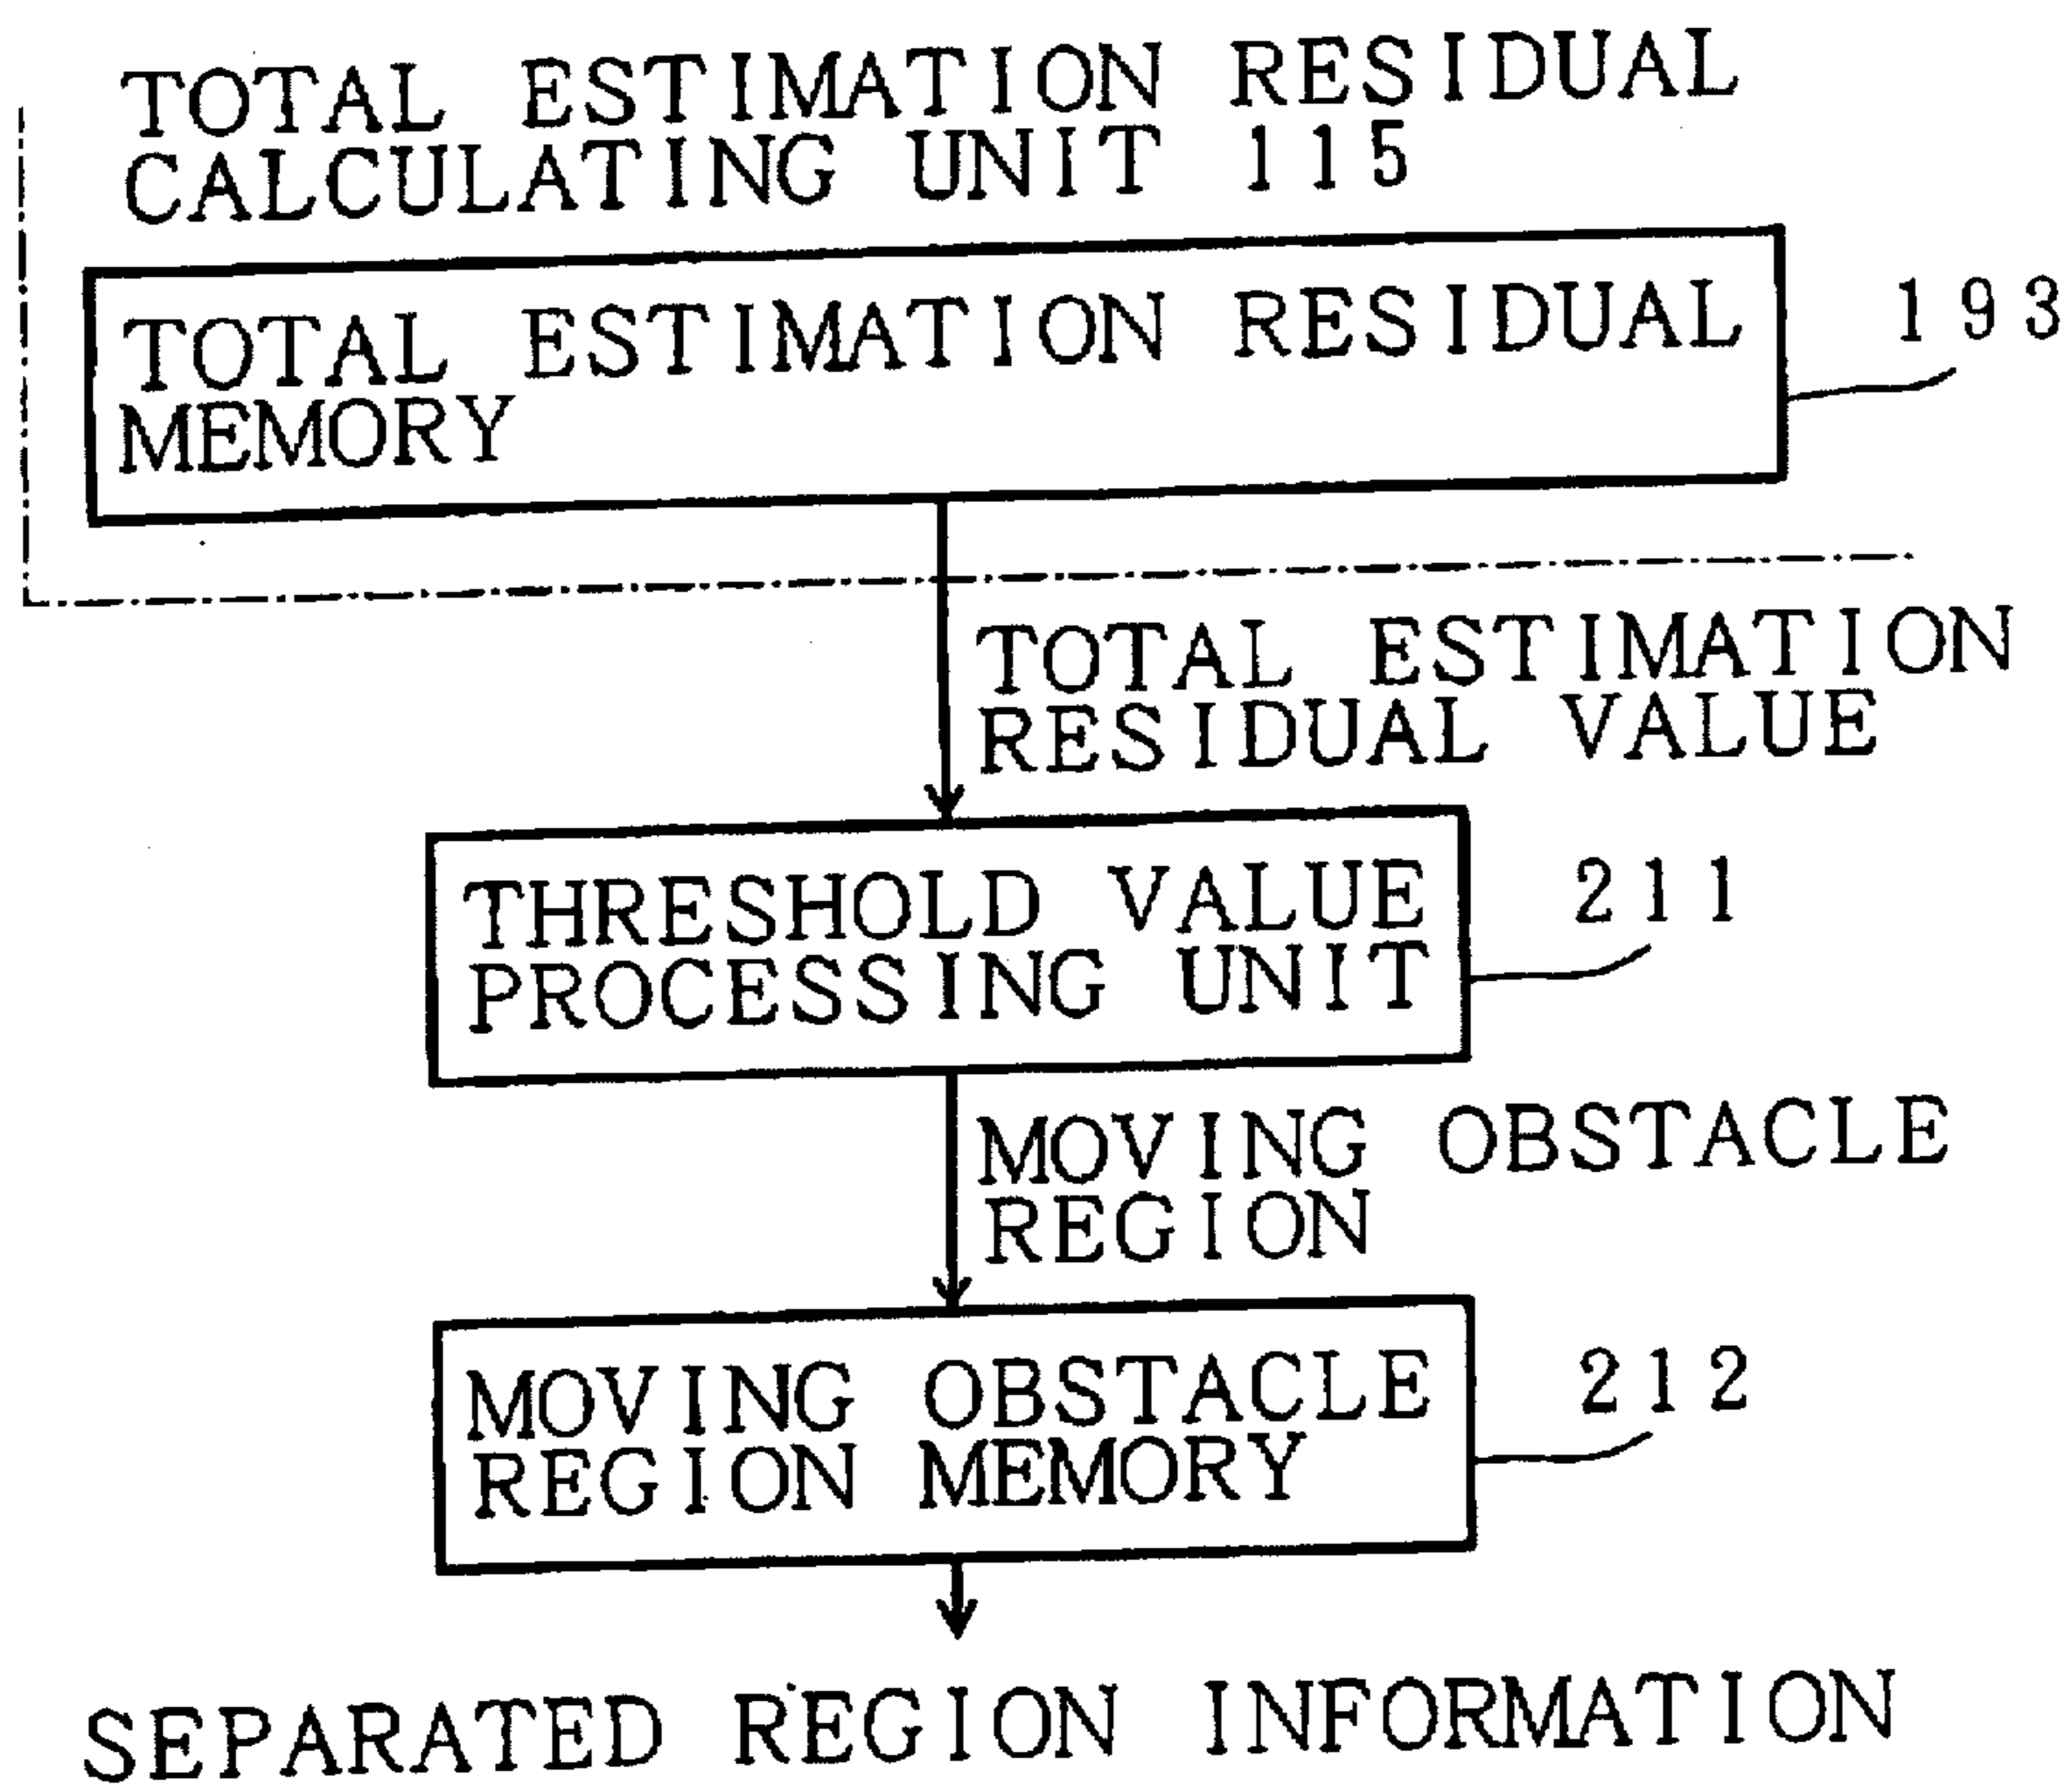 TOTAL ESTIMATION RESIDUAL
CALCULATING UNIT 115
TOTAL ESTIMATION RESIDUAL
MEMORY
193
TOTAL ESTIMATION
RESIDUAL VALUE
THRESHOLD VALUE
PROCESSING UNIT
211
MOVING OBSTACLE
REGION
MOVING OBSTACLE
REGION MEMORY
212
SEPARATED REGION INFORMATION